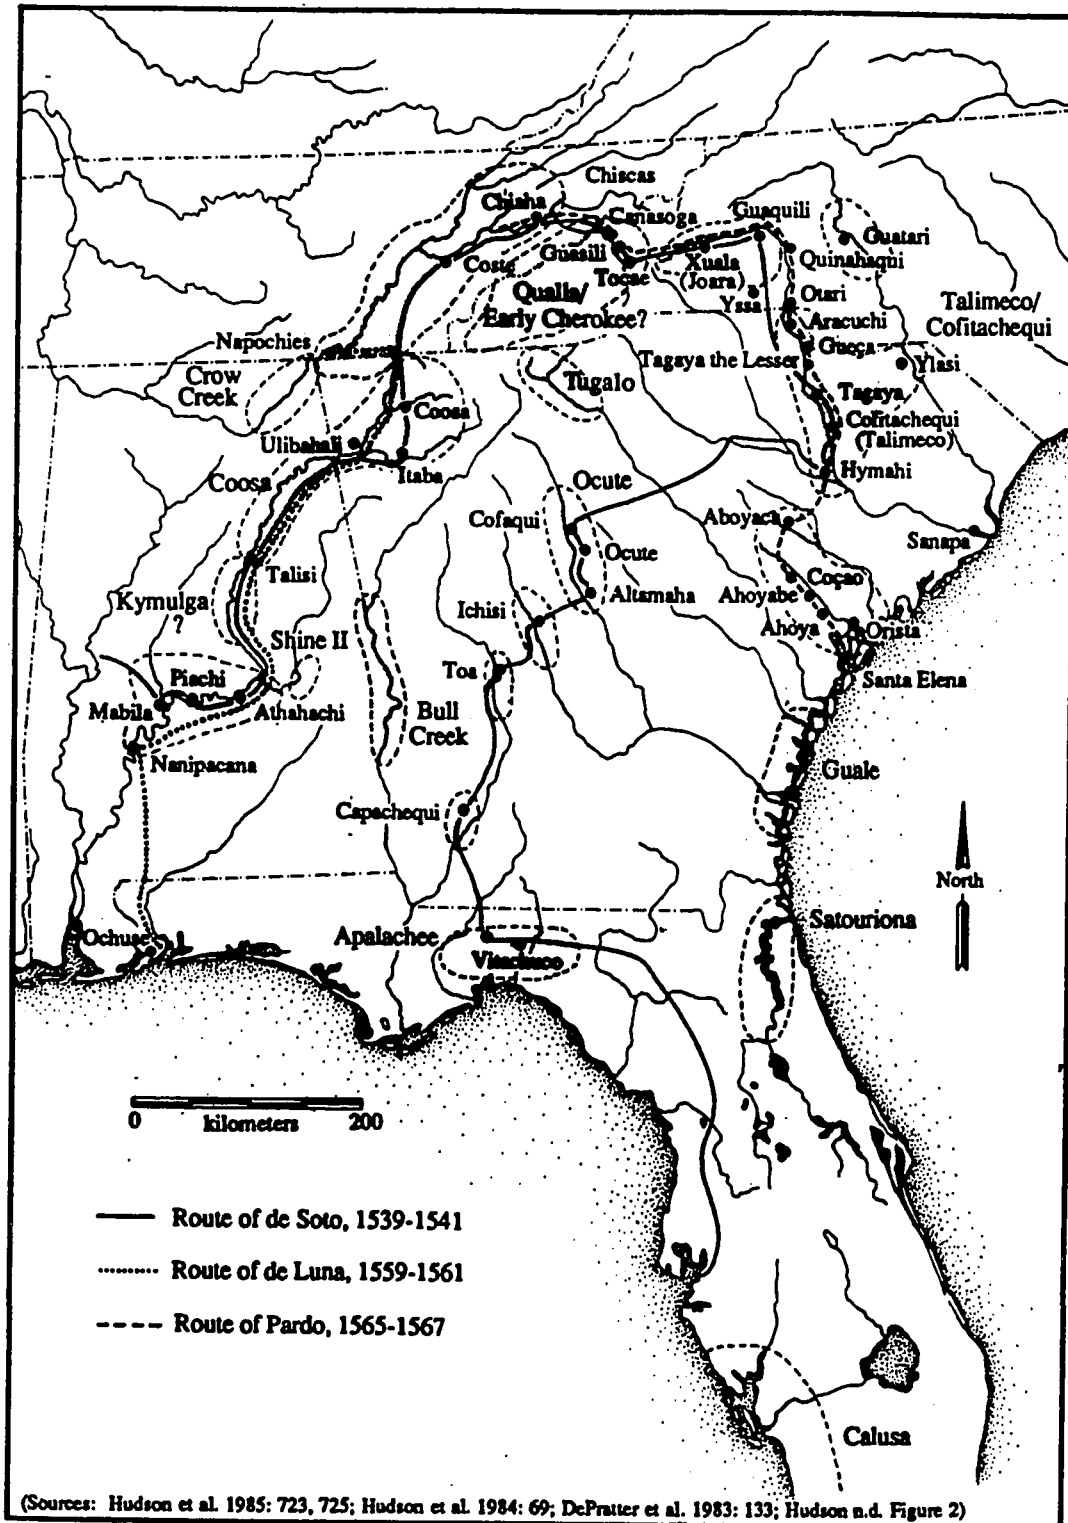 Chiscas
Chiaha
Canasoga
Guaquili
Guatari
Guasili
Coste
Tocae
Xuala
(Joara)
Quinahaqui
Yssa
Otari
Qualla/
Early Cherokee?
Talimeco/
Cofitachequi
Aracuchi
Napochies
Gueça
Tagaya the Lesser
Ylasi
Crow
Creek
Tugalo
Tagaya
Coosa
Cofitachequi
(Talimeco)
Ulibahali
Itaba
Hymahi
Coosa
Ocute
Cofaqui
Aboyaca
Sanapa
Ocute
Talisi
Coçao
Kymulga
?
Altamaha
Ahoyabe
Ichisi
Ahoya
Orista
Shine II
Piachi
Toa
Santa Elena
Mabila
Athahachi
Bull
Creek
Nanipacana
Guale
Capachequi
North
Satouriona
Ochuse
Apalachee
Vitachuco
0 kilometers 200
Route of de Soto, 1539-1541
Route of de Luna, 1559-1561
Route of Pardo, 1565-1567
Calusa
(Sources: Hudson et al. 1985: 723, 725; Hudson et al. 1984: 69; DePratter et al. 1983: 133; Hudson n.d. Figure 2)